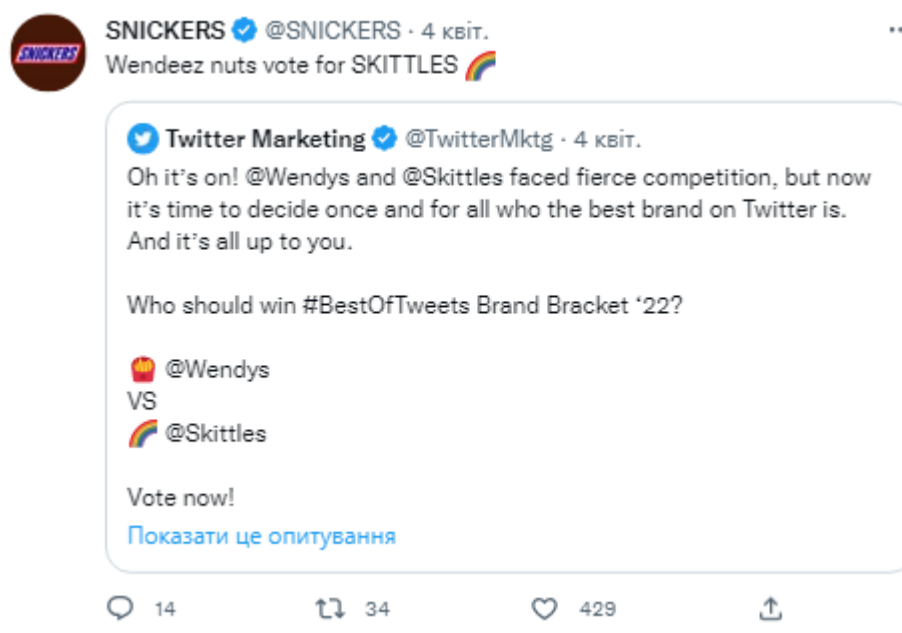 SNICKERS
SNICKERS @SNICKERS · 4 квіт.
Wendeez nuts vote for SKITTLES 🌈
Twitter Marketing @TwitterMktg · 4 квіт.
Oh it's on! @Wendys and @Skittles faced fierce competition, but now
it's time to decide once and for all who the best brand on Twitter is.
And it's all up to you.
Who should win #BestOfTweets Brand Bracket ‘22?
🍟 @Wendys
VS
🌈 @Skittles
Vote now!
Показати це опитування
14 34 429